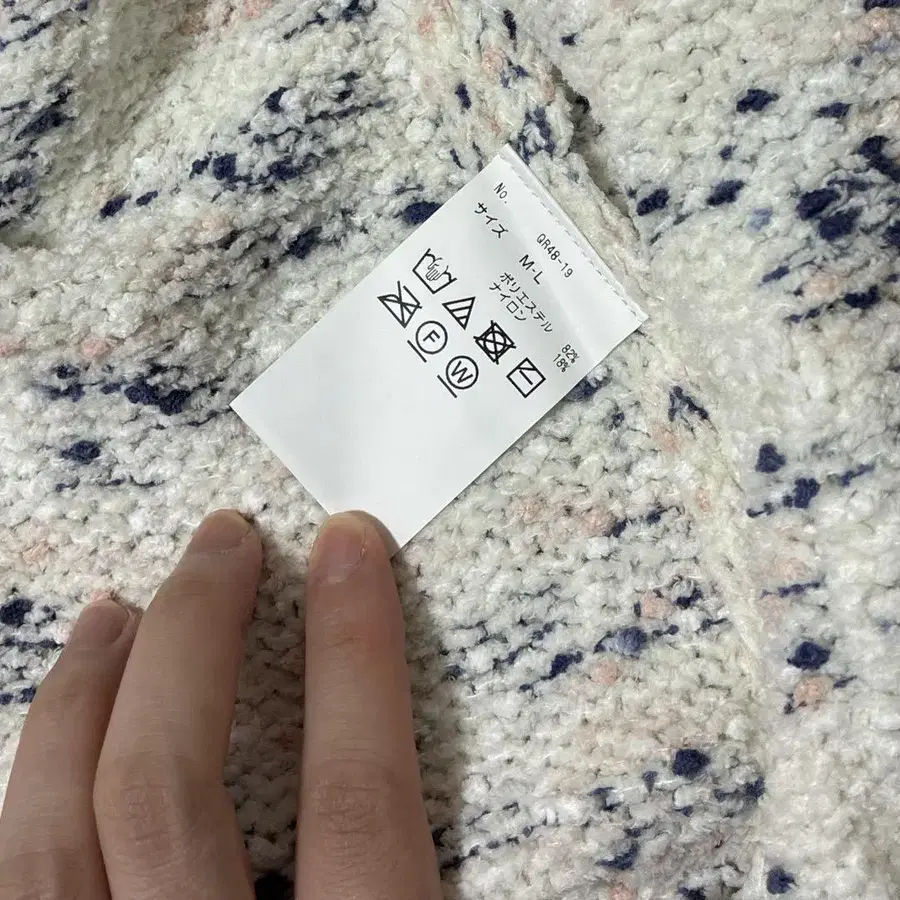 No. QR48-19
サイズ M-L
ポリエステル 82%
ナイロン 18%
F
W